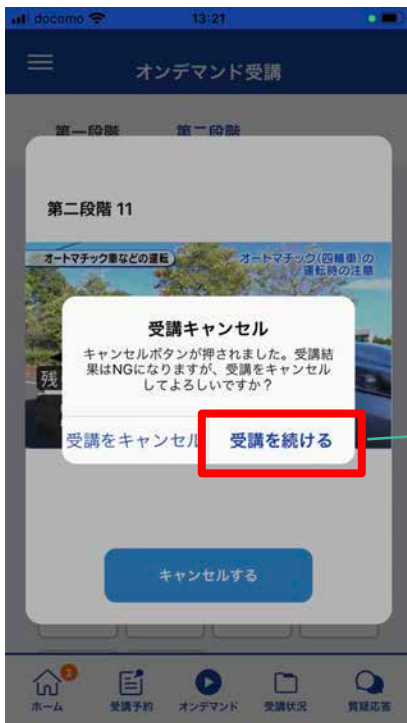 docomo 13:21
オンデマンド受講
第一段階 第二段階
第二段階 11
オートマチック車などの運転 オートマチック(四輪車)の
運転時の注意
受講キャンセル
キャンセルボタンが押されました。受講結
果はNGになりますが、受講をキャンセル
してよろしいですか？
残
受講をキャンセル 受講を続ける
キャンセルする
2
ホーム 受講予約 オンデマンド 受講状況 質疑応答